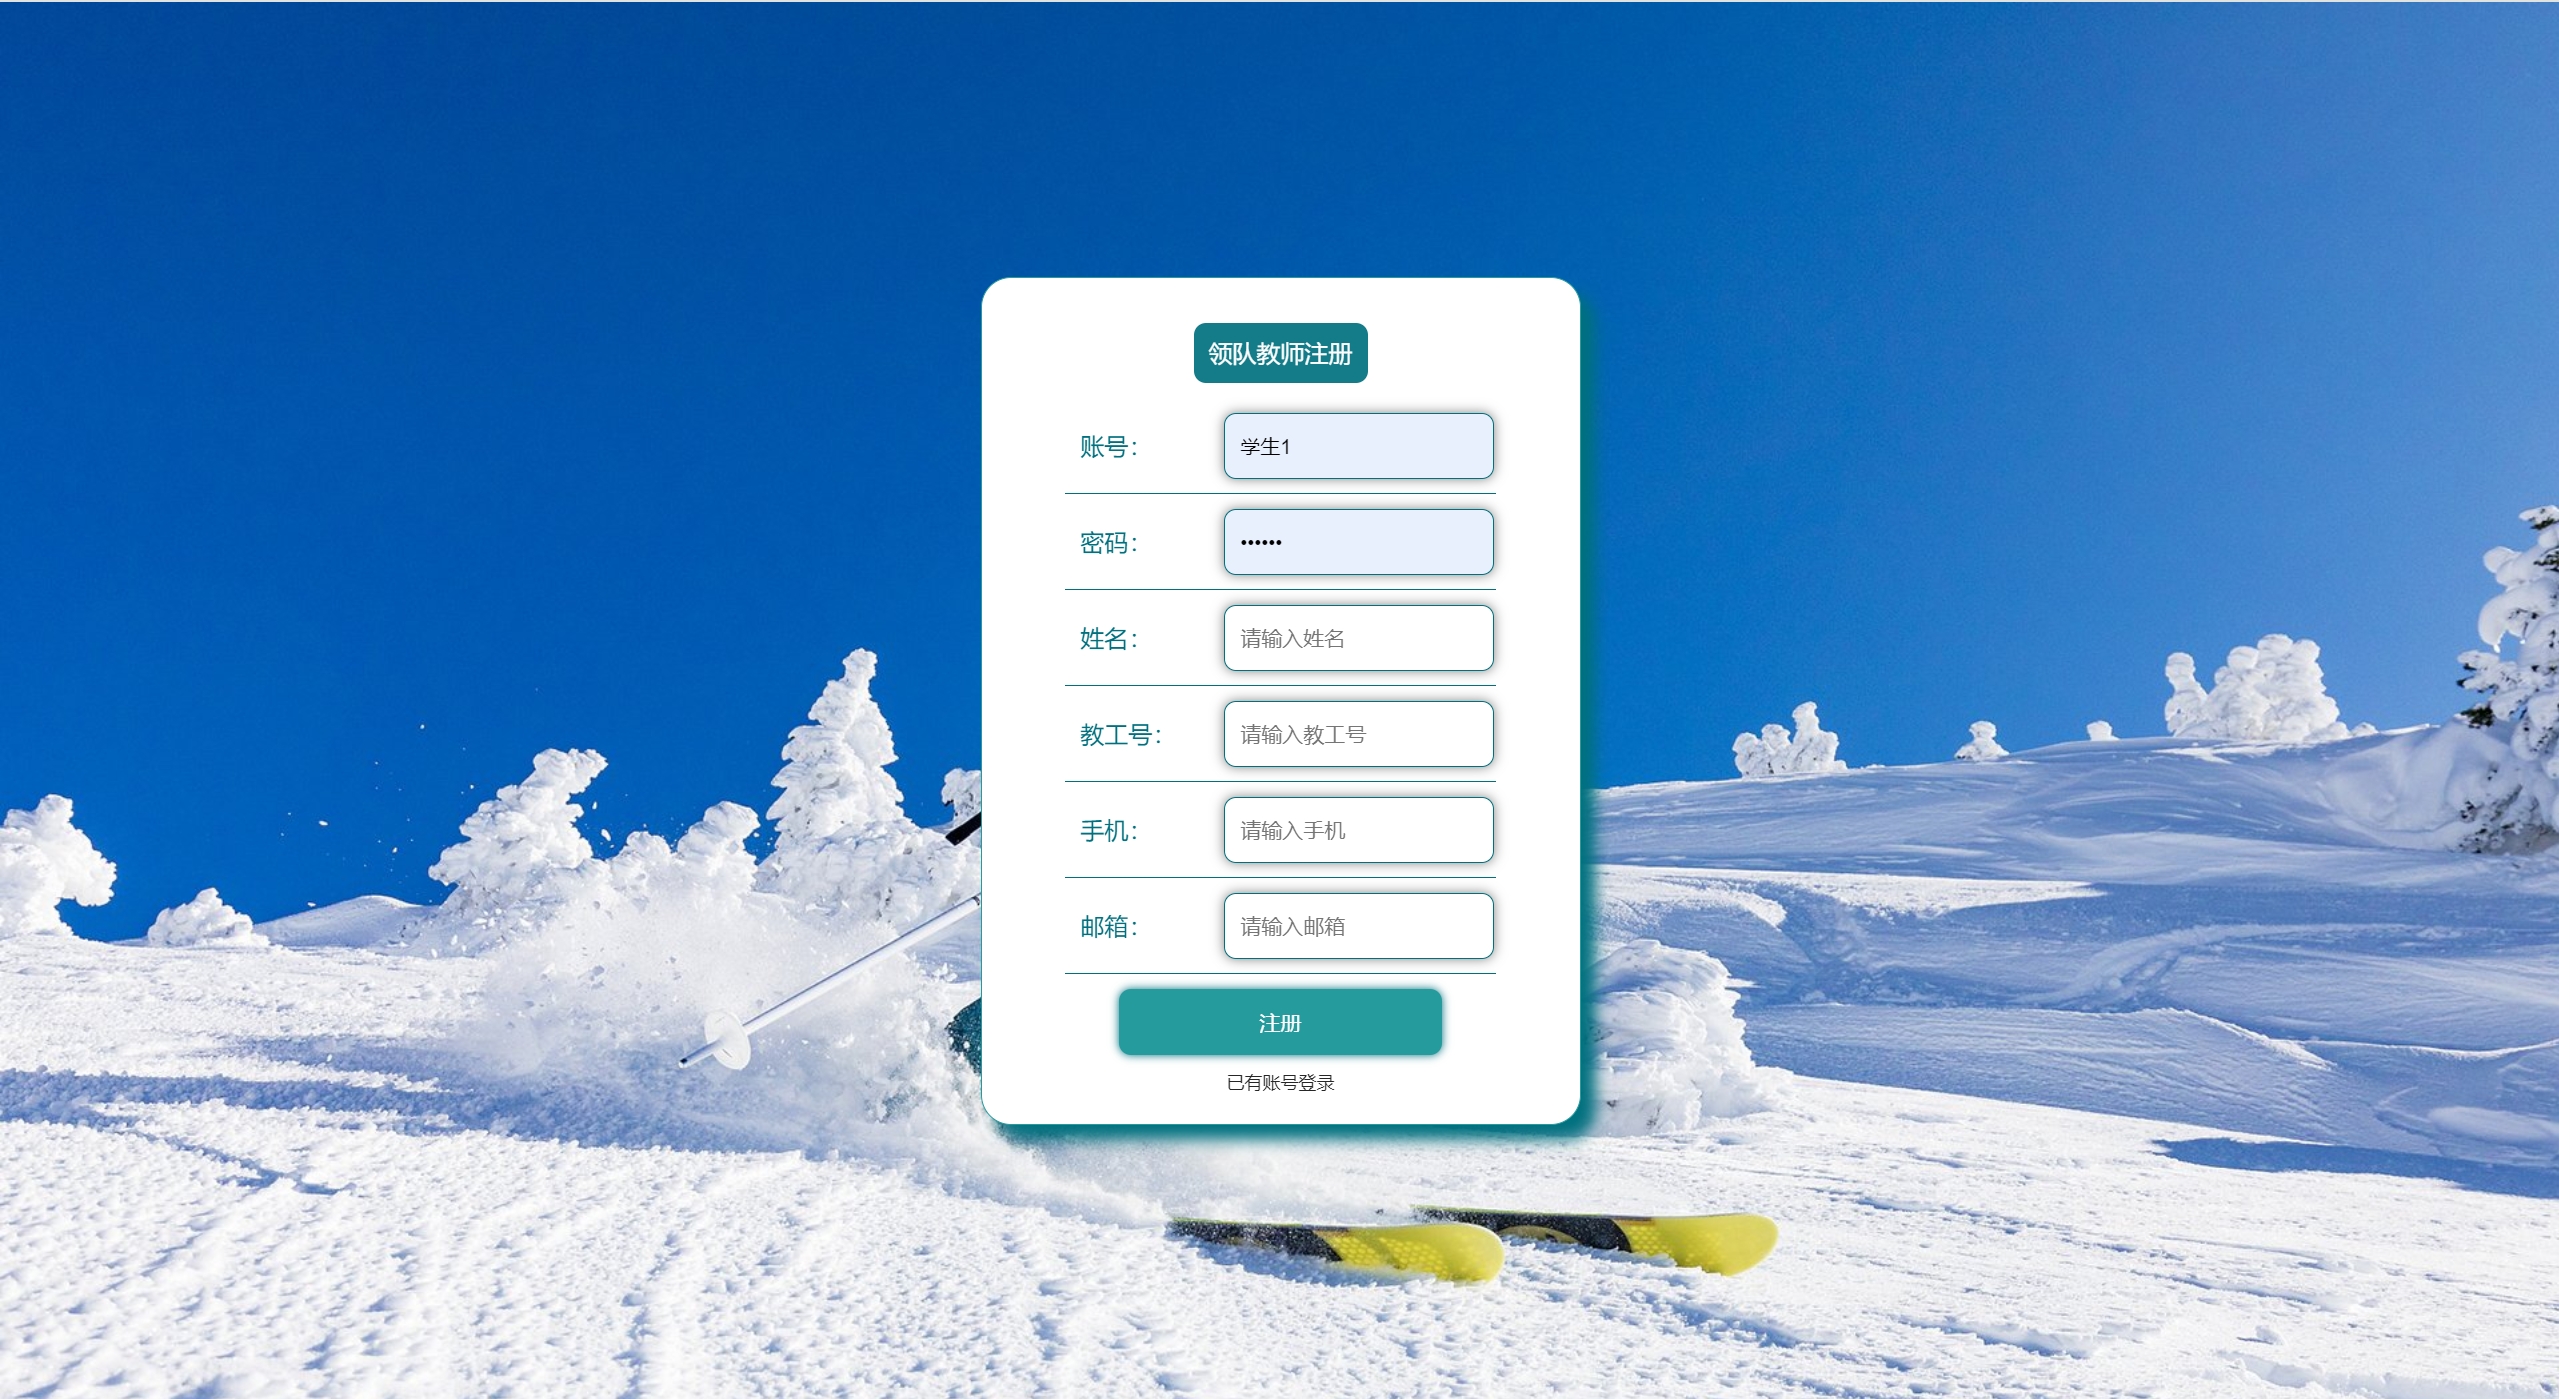 领队教师注册
账号：
学生1
密码：
••••••
姓名：
请输入姓名
教工号：
请输入教工号
手机：
请输入手机
邮箱：
请输入邮箱
注册
已有账号登录